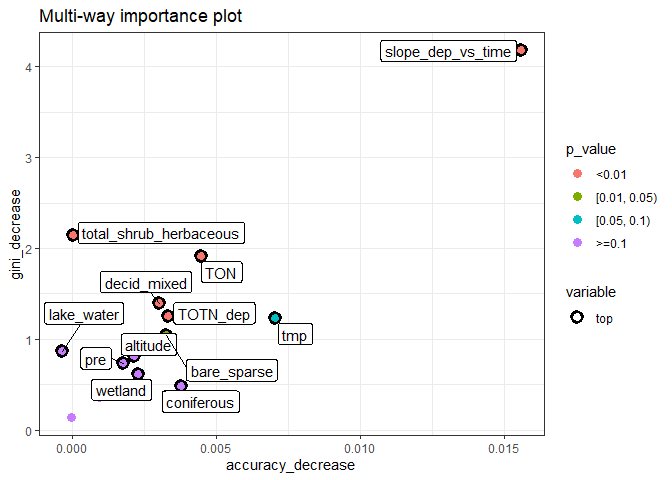 Multi-way importance plot
slope_dep_vs_time
total_shrub_herbaceous
TON
decid_mixed
lake_water
TOTN_dep
tmp
altitude
pre
bare_sparse
wetland
coniferous
4
3
2
1
0
gini_decrease
0.000
0.005
0.010
0.015
accuracy_decrease
p_value
<0.01
[0.01, 0.05)
[0.05, 0.1)
>=0.1
variable
top